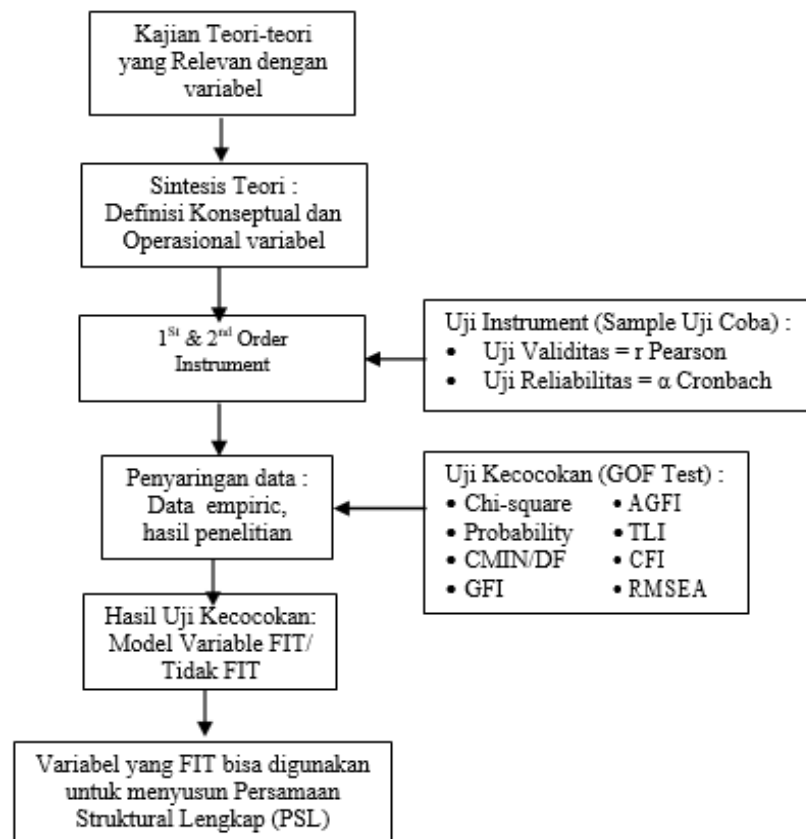 Kajian Teori-teori
yang Relevan dengan
variabel
Sintesis Teori :
Definisi Konseptual dan
Operasional variabel
1St & 2nd Order
Instrument
Uji Instrument (Sample Uji Coba) :
• Uji Validitas = r Pearson
• Uji Reliabilitas = α Cronbach
Penyaringan data :
Data empiric,
hasil penelitian
Uji Kecocokan (GOF Test) :
• Chi-square • AGFI
• Probability • TLI
• CMIN/DF • CFI
• GFI • RMSEA
Hasil Uji Kecocokan:
Model Variable FIT/
Tidak FIT
Variabel yang FIT bisa digunakan
untuk menyusun Persamaan
Struktural Lengkap (PSL)